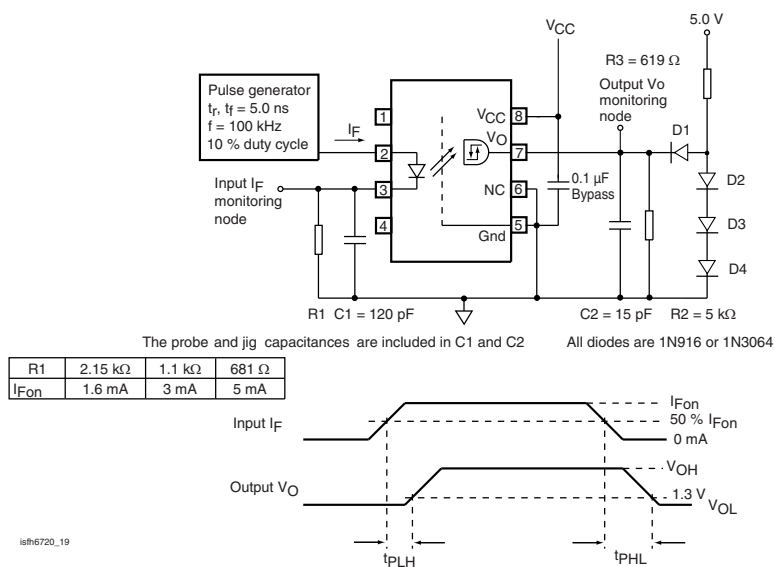 VCC
5.0 V
R3 = 619 Ω
Output Vo
monitoring
node
Pulse generator
tr, tf = 5.0 ns
f = 100 kHz
10 % duty cycle
IF
1
2
3
4
VCC
8
VO
7
NC
6
Gnd
5
D1
D2
D3
D4
0.1 µF
Bypass
Input IF
monitoring
node
R1
C1 = 120 pF
C2 = 15 pF
R2 = 5 kΩ
The probe and jig capacitances are included in C1 and C2
All diodes are 1N916 or 1N3064
R1 2.15 kΩ 1.1 kΩ 681 Ω
IFon 1.6 mA 3 mA 5 mA
Input IF
IFon
50 % IFon
0 mA
Output VO
VOH
1.3 V
VOL
tPLH
tPHL
isfh6720_19